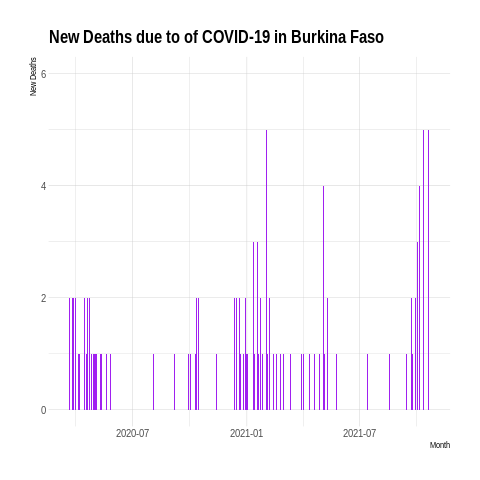 New Deaths due to of COVID-19 in Burkina Faso
New Deaths
6
4
2
0
2020-07
2021-01
2021-07
Month